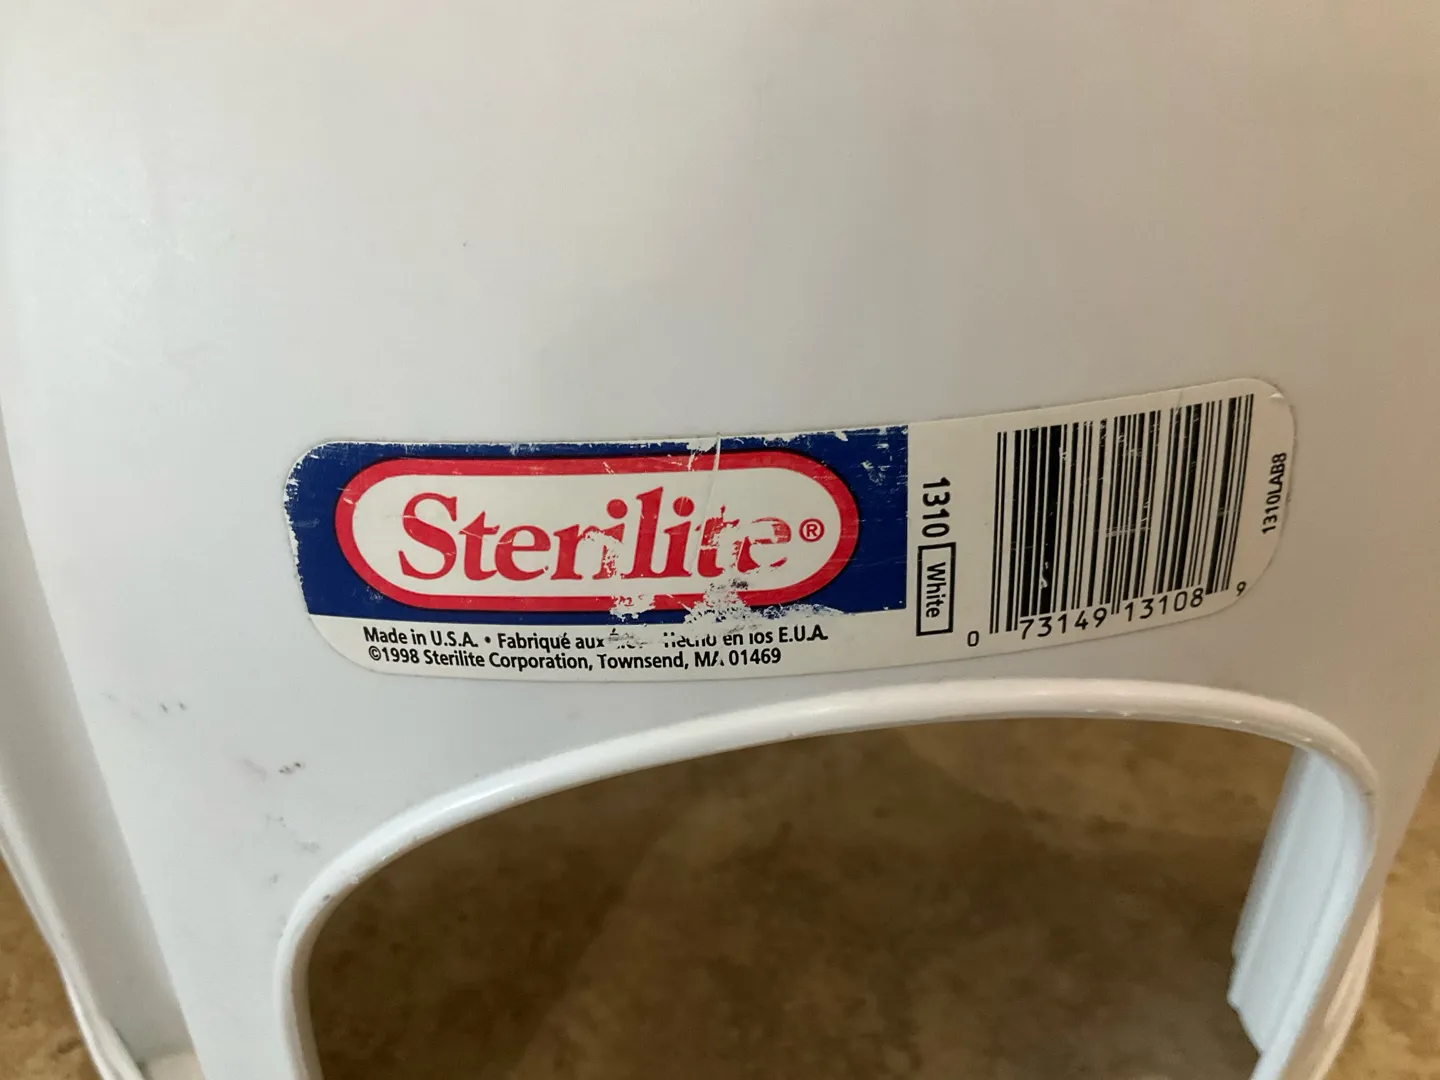 Sterilite®
Made in U.S.A. • Fabriqué aux Hecho en los E.U.A.
©1998 Sterilite Corporation, Townsend, MA 01469
1310 White
0 73149 13108 9
1310LAB8